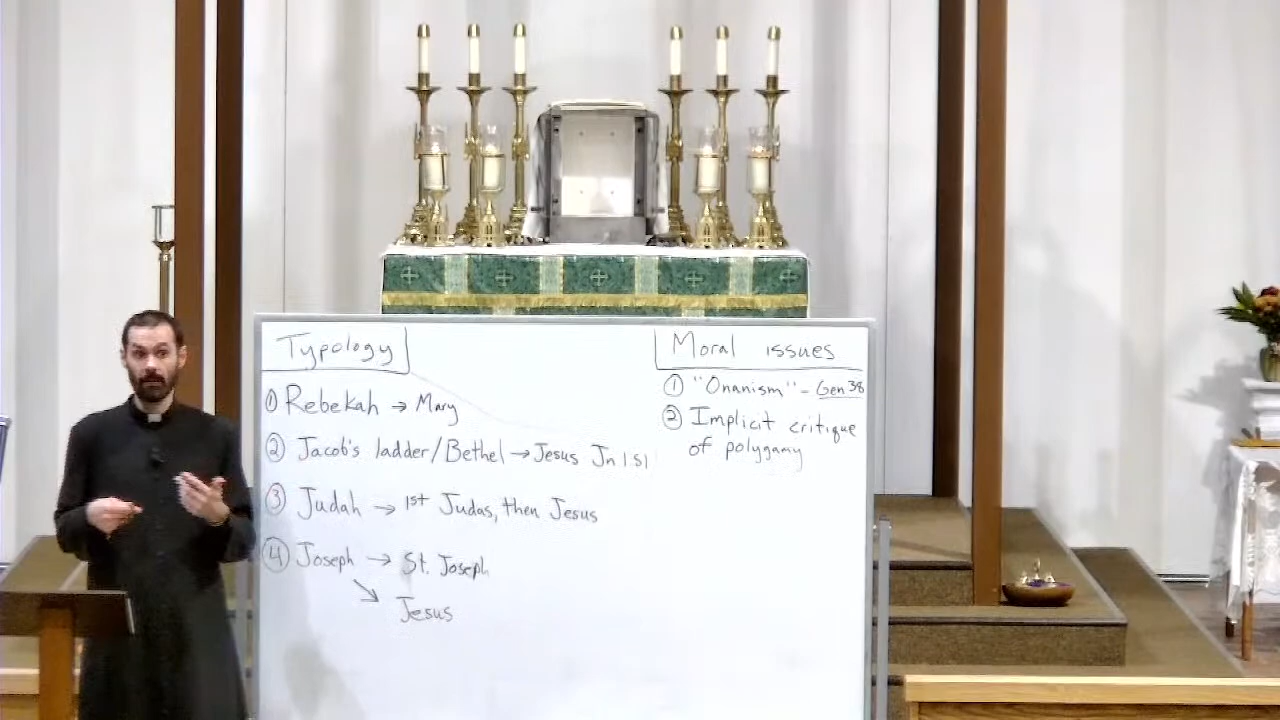 Typology
① Rebekah → Mary
② Jacob's ladder/Bethel → Jesus Jn 1 51
③ Judah → 1st Judas, then Jesus
④ Joseph → St. Joseph
↘ Jesus
Moral issues
① "Onanism" - Gen 38
② Implicit critique
of polygamy